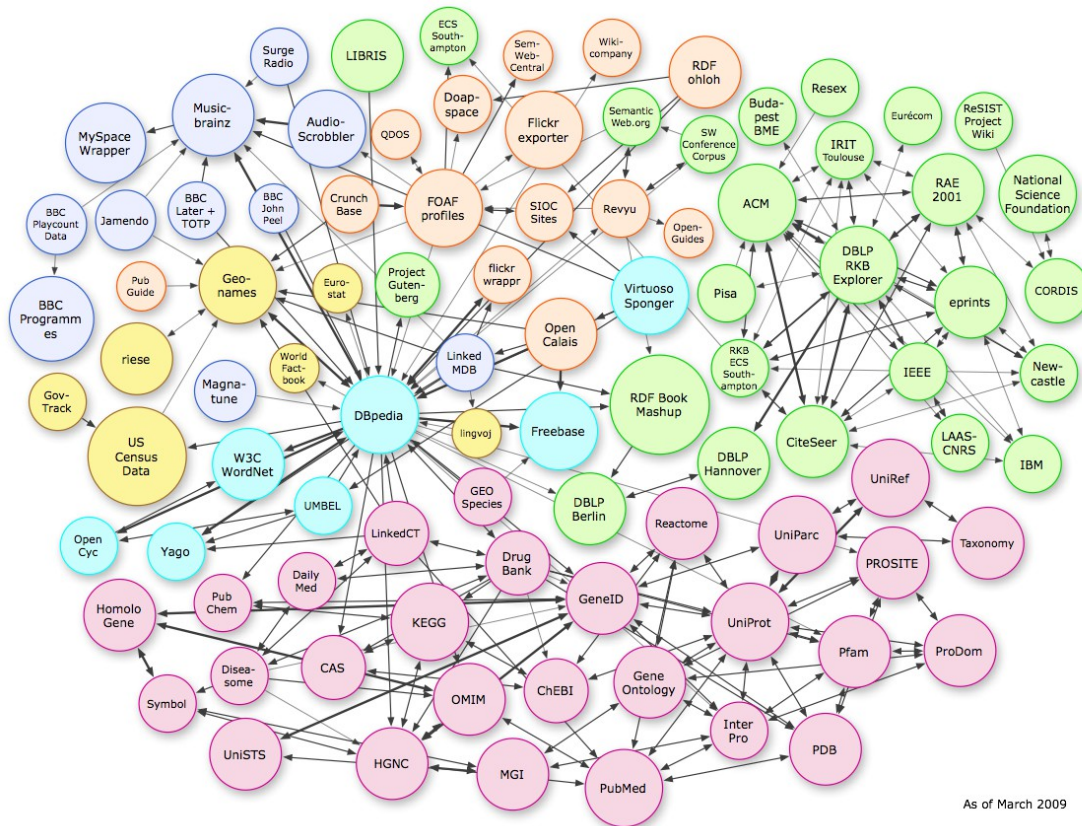 Surge
Radio
LIBRIS
ECS
South-
ampton
Sem-
Web-
Central
Wiki-
company
RDF
ohloh
Resex
Music-
brainz
Doap-
space
Buda-
pest
BME
Eurécom
ReSIST
Project
Wiki
MySpace
Wrapper
Audio-
Scrobbler
QDOS
Flickr
exporter
Semantic
Web.org
SW
Conference
Corpus
IRIT
Toulouse
National
Science
Foundation
RAE
2001
ACM
BBC
Playcount
Data
Jamendo
BBC
Later +
TOTP
BBC
John
Peel
Crunch
Base
FOAF
profiles
SIOC
Sites
Revyu
Open-
Guides
DBLP
RKB
Explorer
Pub
Guide
Geo-
names
Euro-
stat
Project
Guten-
berg
flickr
wrappr
Virtuoso
Sponger
Pisa
eprints
CORDIS
BBC
Programm
es
riese
World
Fact-
book
Linked
MDB
Open
Calais
RKB
ECS
South-
ampton
IEEE
New-
castle
Gov-
Track
Magna-
tune
DBpedia
RDF Book
Mashup
US
Census
Data
W3C
WordNet
lingvoj
Freebase
CiteSeer
LAAS-
CNRS
IBM
DBLP
Hannover
UMBEL
GEO
Species
DBLP
Berlin
UniRef
Open
Cyc
Yago
LinkedCT
Reactome
UniParc
Taxonomy
Drug
Bank
PROSITE
Daily
Med
Pub
Chem
Homolo
Gene
KEGG
GeneID
UniProt
Pfam
ProDom
Disea-
some
CAS
ChEBI
Gene
Ontology
Symbol
OMIM
Inter
Pro
UniSTS
HGNC
MGI
PubMed
PDB
As of March 2009